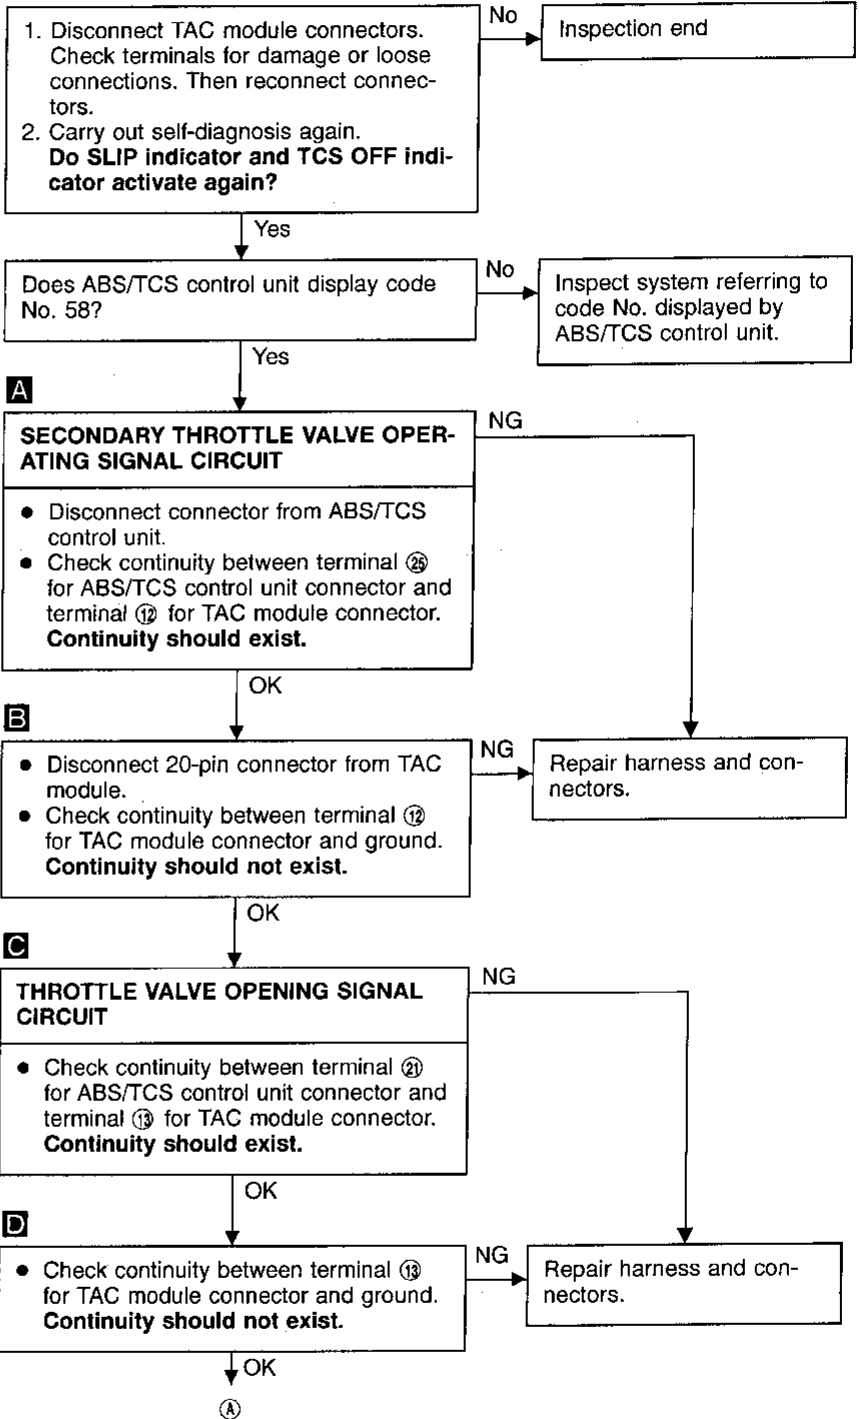 1. Disconnect TAC module connectors.
Check terminals for damage or loose
connections. Then reconnect connec-
tors.
2. Carry out self-diagnosis again.
Do SLIP indicator and TCS OFF indi-
cator activate again?
No
Inspection end
Yes
Does ABS/TCS control unit display code
No. 58?
No
Inspect system referring to
code No. displayed by
ABS/TCS control unit.
Yes
A
SECONDARY THROTTLE VALVE OPER-
ATING SIGNAL CIRCUIT
NG
● Disconnect connector from ABS/TCS
control unit.
● Check continuity between terminal ㉕
for ABS/TCS control unit connector and
terminal ⑫ for TAC module connector.
Continuity should exist.
OK
B
● Disconnect 20-pin connector from TAC
module.
● Check continuity between terminal ⑫
for TAC module connector and ground.
Continuity should not exist.
NG
Repair harness and con-
nectors.
OK
C
THROTTLE VALVE OPENING SIGNAL
CIRCUIT
NG
● Check continuity between terminal ㉑
for ABS/TCS control unit connector and
terminal ⑬ for TAC module connector.
Continuity should exist.
OK
D
● Check continuity between terminal ⑬
for TAC module connector and ground.
Continuity should not exist.
NG
Repair harness and con-
nectors.
OK
Ⓐ